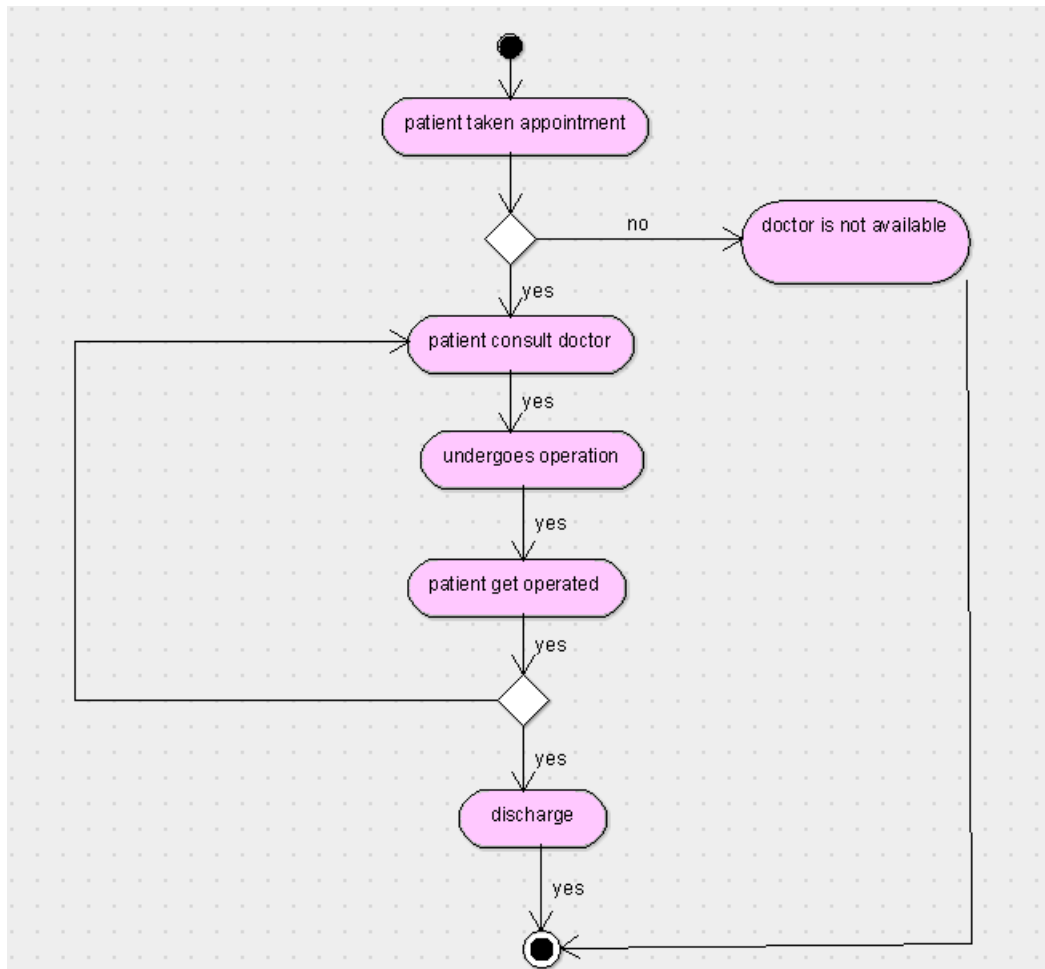 patient taken appointment
no
doctor is not available
yes
patient consult doctor
yes
undergoes operation
yes
patient get operated
yes
yes
discharge
yes